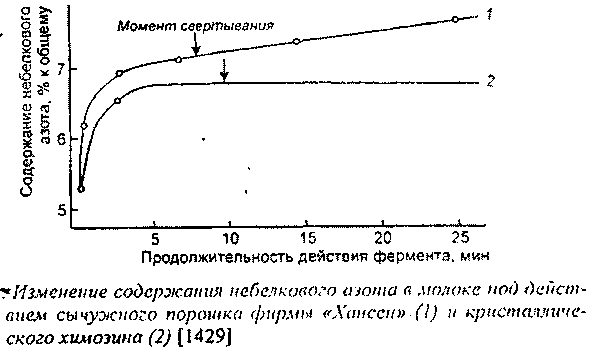 Момент свертывания
1
2
Содержание небелкового
азота, % к общему
7
6
5
5
10
15
20
25
Продолжительность действия фермента, мин
Изменение содержания небелкового азота в молоке под дейст-
вием сычужного порошка фирмы «Хансен» (1) и кристалличе-
ского химозина (2) [1429]